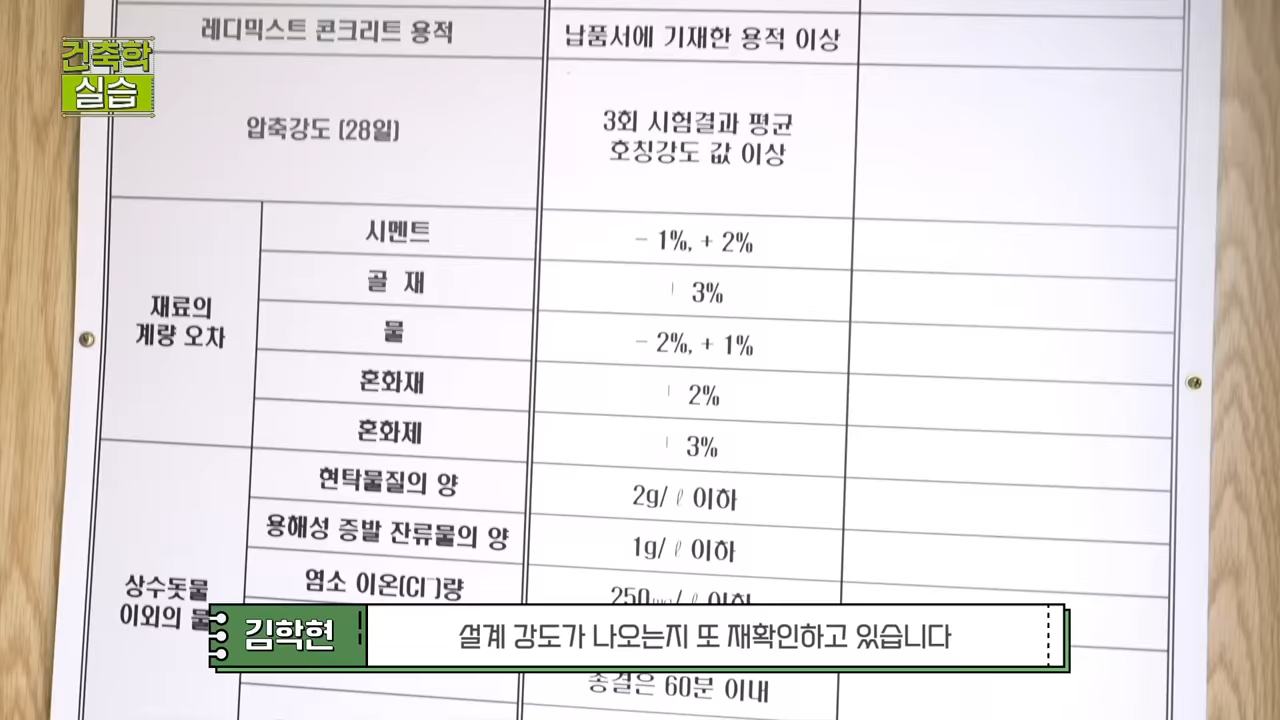 건축학
실습
레디믹스트 콘크리트 용적
납품서에 기재한 용적 이상
압축강도 (28일)
3회 시험결과 평균
호칭강도 값 이상
재료의
계량 오차
시멘트
- 1%, + 2%
골 재
3%
물
- 2%, + 1%
혼화재
2%
혼화제
3%
상수돗물
이외의 물
현탁물질의 양
2g/ ℓ 이하
용해성 증발 잔류물의 양
1g/ ℓ 이하
염소 이온(Cl⁻)량
250mg/ ℓ 이하
종결은 60분 이내
김학현
설계 강도가 나오는지 또 재확인하고 있습니다